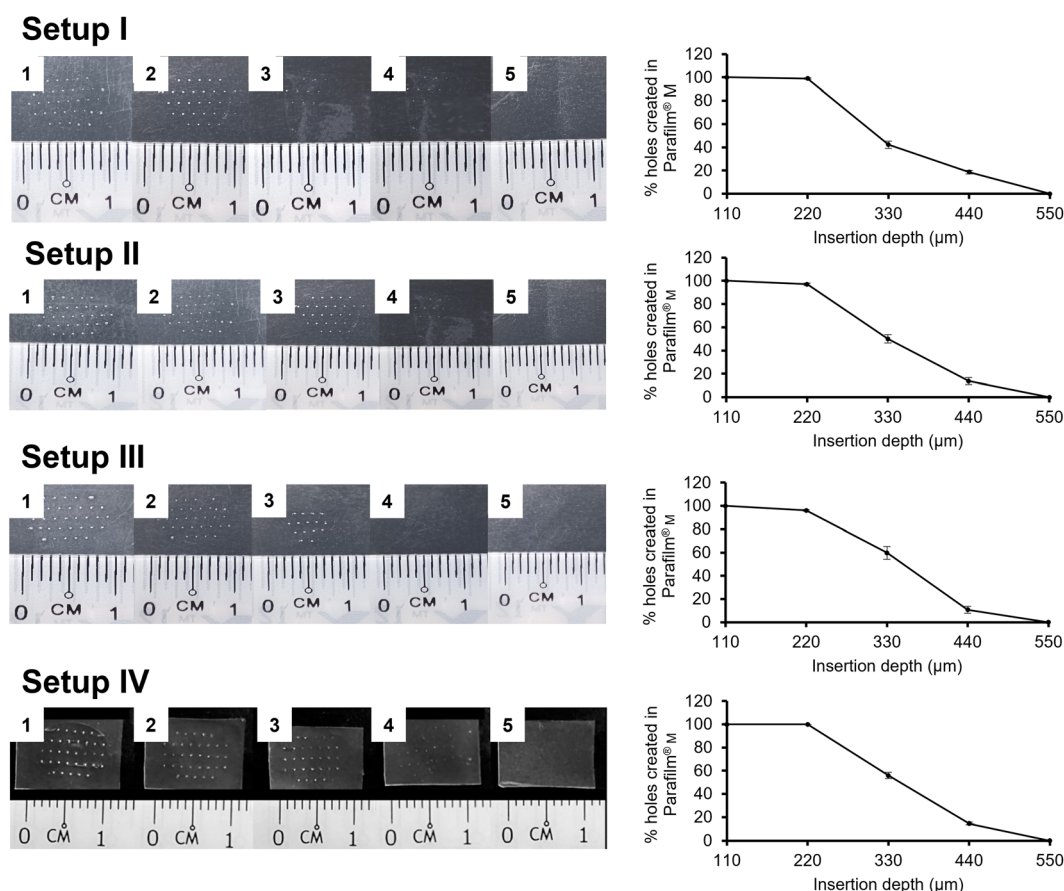 Setup I
1 2 3 4 5
0 CM 1 0 CM 1 0 CM 1 0 CM 1 0 CM 1
MT MT MT
% holes created in
Parafilm® M
120
100
80
60
40
20
0
110 220 330 440 550
Insertion depth (µm)
Setup II
1 2 3 4 5
0 CM 1 0 CM 1 0 CM 1 0 CM 1 0 CM 1
MT MT
% holes created in
Parafilm® M
120
100
80
60
40
20
0
110 220 330 440 550
Insertion depth (µm)
Setup III
1 2 3 4 5
0 CM 1 0 CM 1 0 CM 1 0 CM 1 0 CM 1
MT MT
% holes created in
Parafilm® M
120
100
80
60
40
20
0
110 220 330 440 550
Insertion depth (µm)
Setup IV
1 2 3 4 5
0 CM 1 0 CM 1 0 CM 1 0 CM 1 0 CM 1
% holes created in
Parafilm® M
120
100
80
60
40
20
0
110 220 330 440 550
Insertion depth (µm)